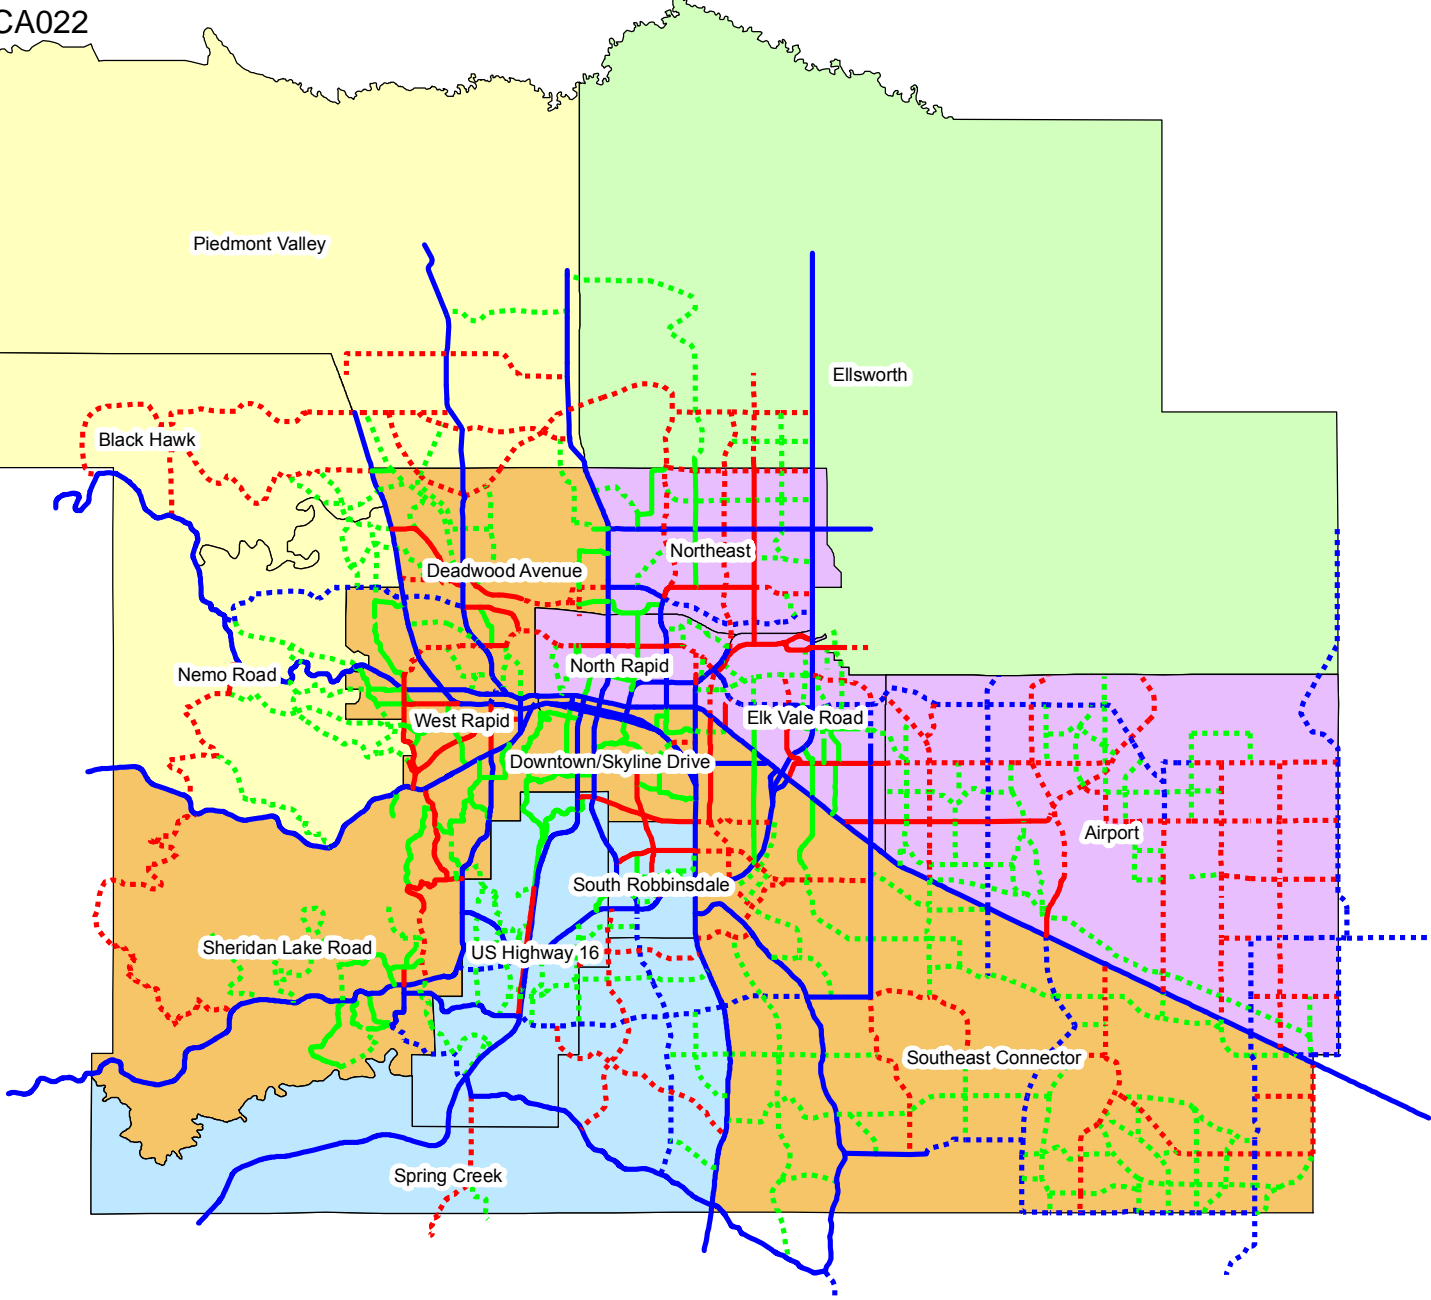 CA022
Piedmont Valley
Ellsworth
Black Hawk
Northeast
Deadwood Avenue
North Rapid
Nemo Road
West Rapid
Elk Vale Road
Downtown/Skyline Drive
Airport
South Robbinsdale
Sheridan Lake Road
US Highway 16
Southeast Connector
Spring Creek